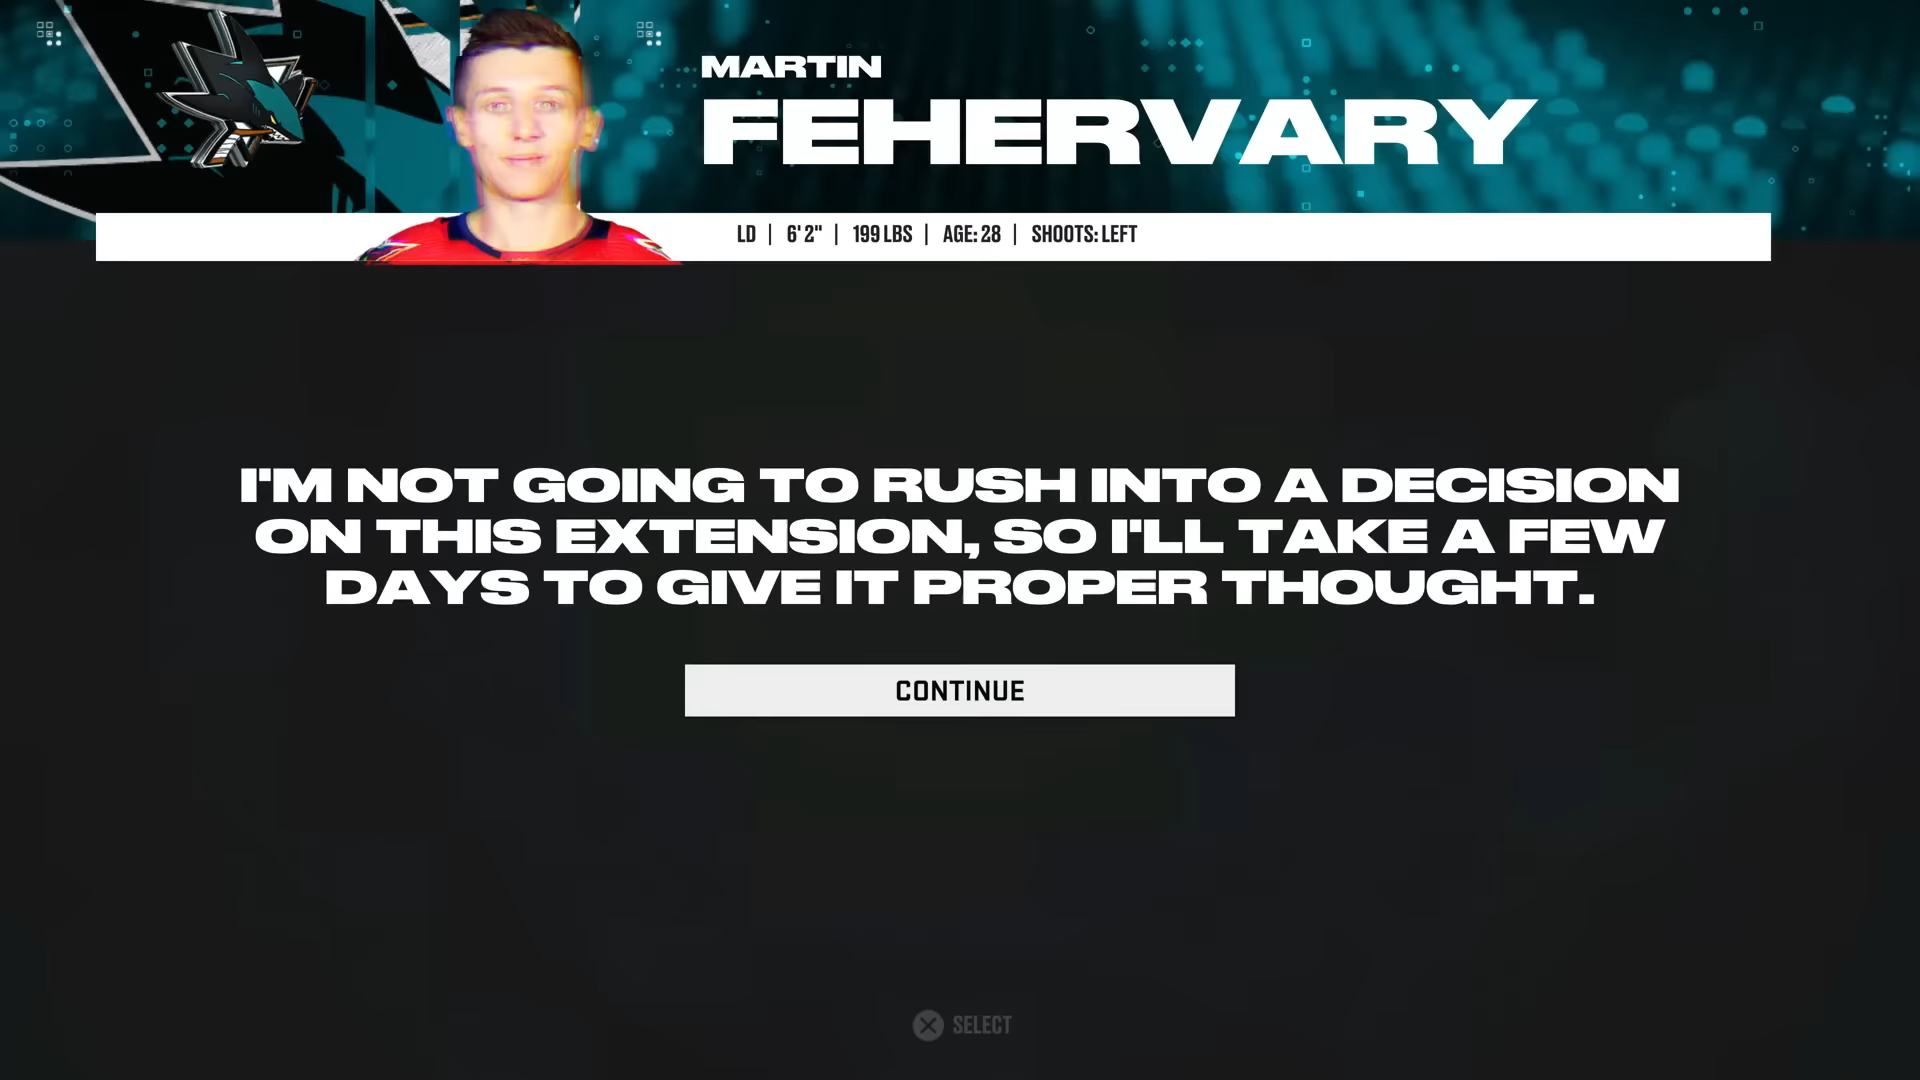 MARTIN
FEHERVARY
LD | 6' 2" | 199 LBS | AGE: 28 | SHOOTS: LEFT
I'M NOT GOING TO RUSH INTO A DECISION
ON THIS EXTENSION, SO I'LL TAKE A FEW
DAYS TO GIVE IT PROPER THOUGHT.
CONTINUE
SELECT